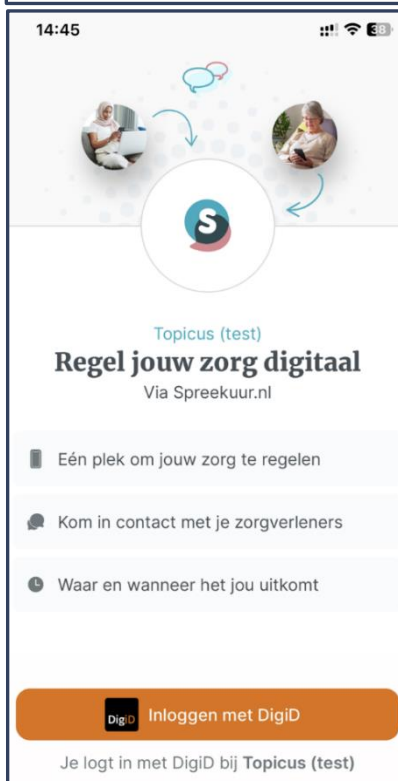 14:45
38
S
Topicus (test)
Regel jouw zorg digitaal
Via Spreekuur.nl
Eén plek om jouw zorg te regelen
Kom in contact met je zorgverleners
Waar en wanneer het jou uitkomt
DigiD Inloggen met DigiD
Je logt in met DigiD bij Topicus (test)